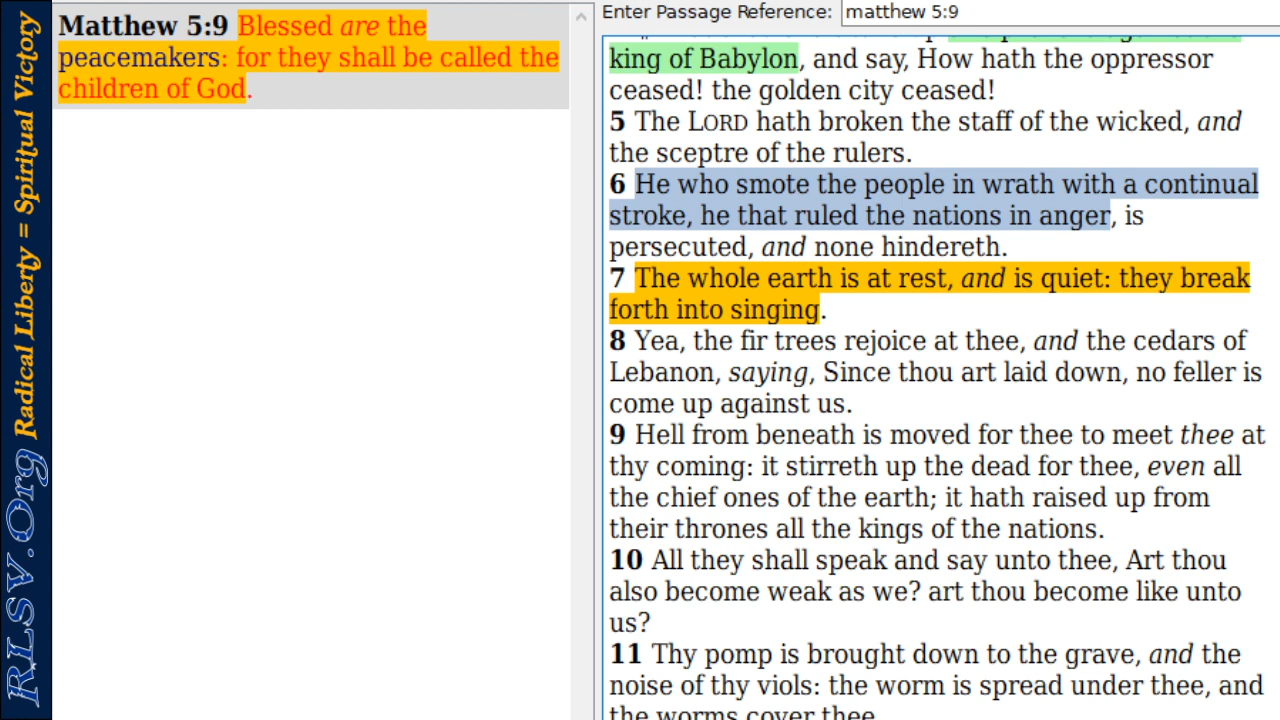 RLSV.Org Radical Liberty = Spiritual Victory
Matthew 5:9 Blessed are the
peacemakers: for they shall be called the
children of God.
Enter Passage Reference: matthew 5:9
king of Babylon, and say, How hath the oppressor
ceased! the golden city ceased!
5 The LORD hath broken the staff of the wicked, and
the sceptre of the rulers.
6 He who smote the people in wrath with a continual
stroke, he that ruled the nations in anger, is
persecuted, and none hindereth.
7 The whole earth is at rest, and is quiet: they break
forth into singing.
8 Yea, the fir trees rejoice at thee, and the cedars of
Lebanon, saying, Since thou art laid down, no feller is
come up against us.
9 Hell from beneath is moved for thee to meet thee at
thy coming: it stirreth up the dead for thee, even all
the chief ones of the earth; it hath raised up from
their thrones all the kings of the nations.
10 All they shall speak and say unto thee, Art thou
also become weak as we? art thou become like unto
us?
11 Thy pomp is brought down to the grave, and the
noise of thy viols: the worm is spread under thee, and
the worms cover thee.